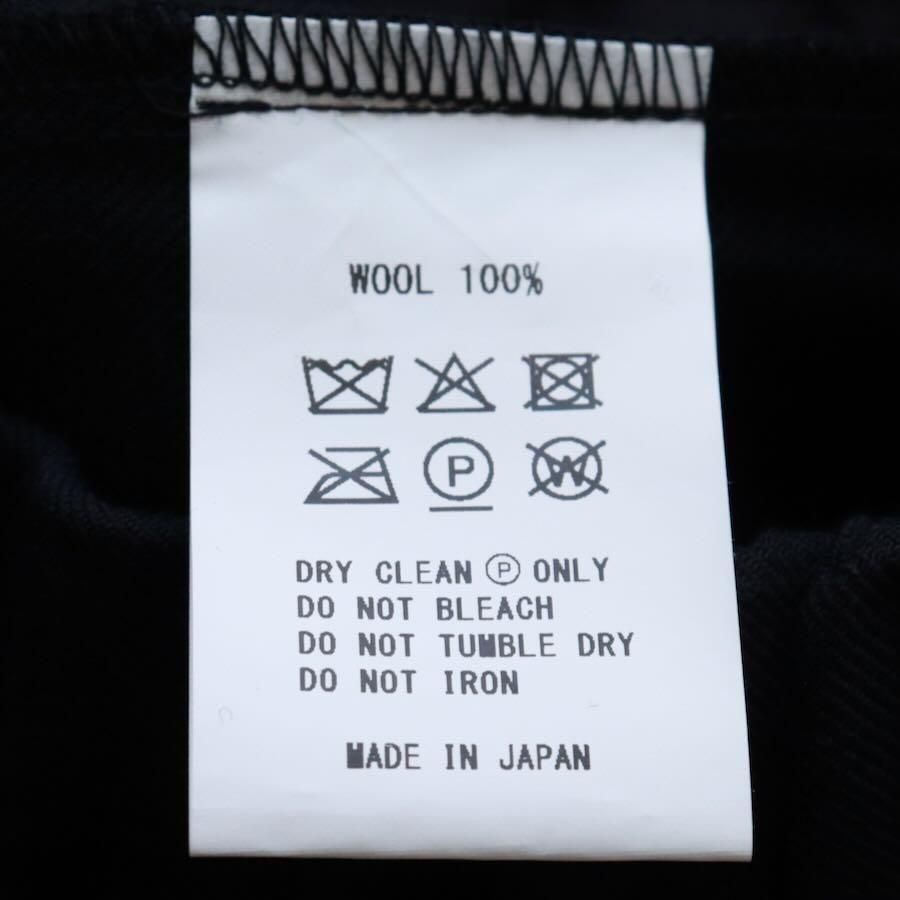 WOOL 100%
P W
DRY CLEAN Ⓟ ONLY
DO NOT BLEACH
DO NOT TUMBLE DRY
DO NOT IRON
MADE IN JAPAN